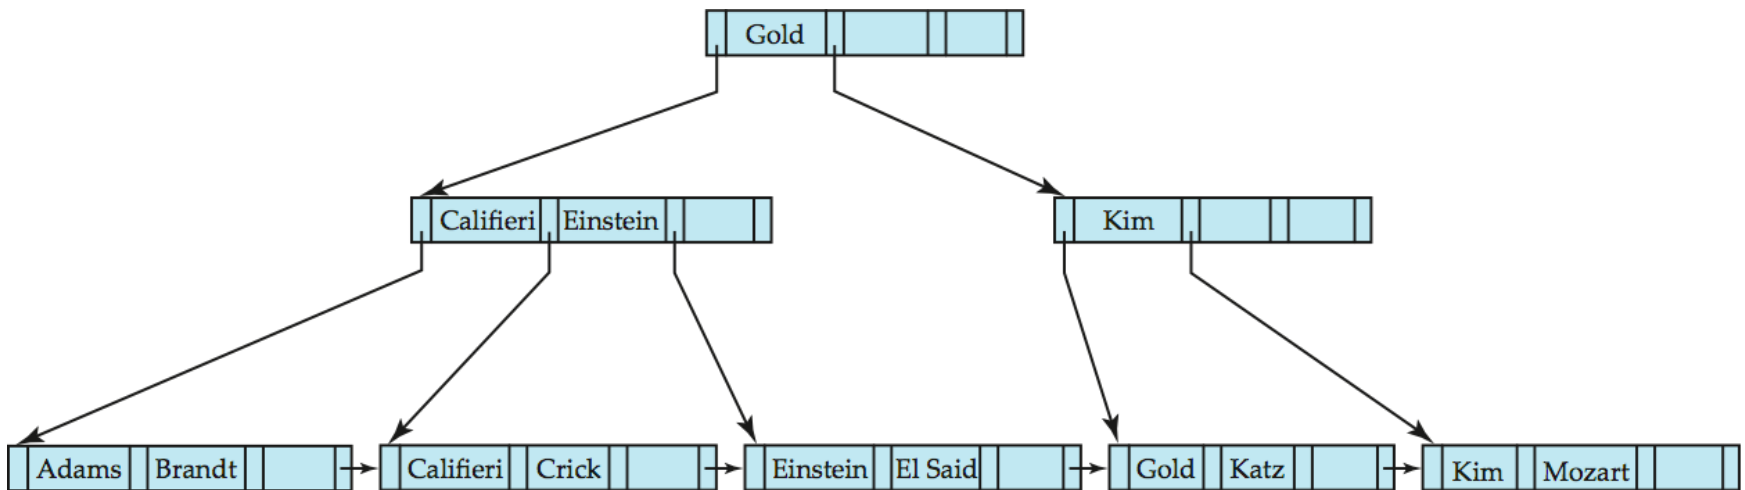 Gold
Califieri Einstein Kim
Adams Brandt Califieri Crick Einstein El Said Gold Katz Kim Mozart